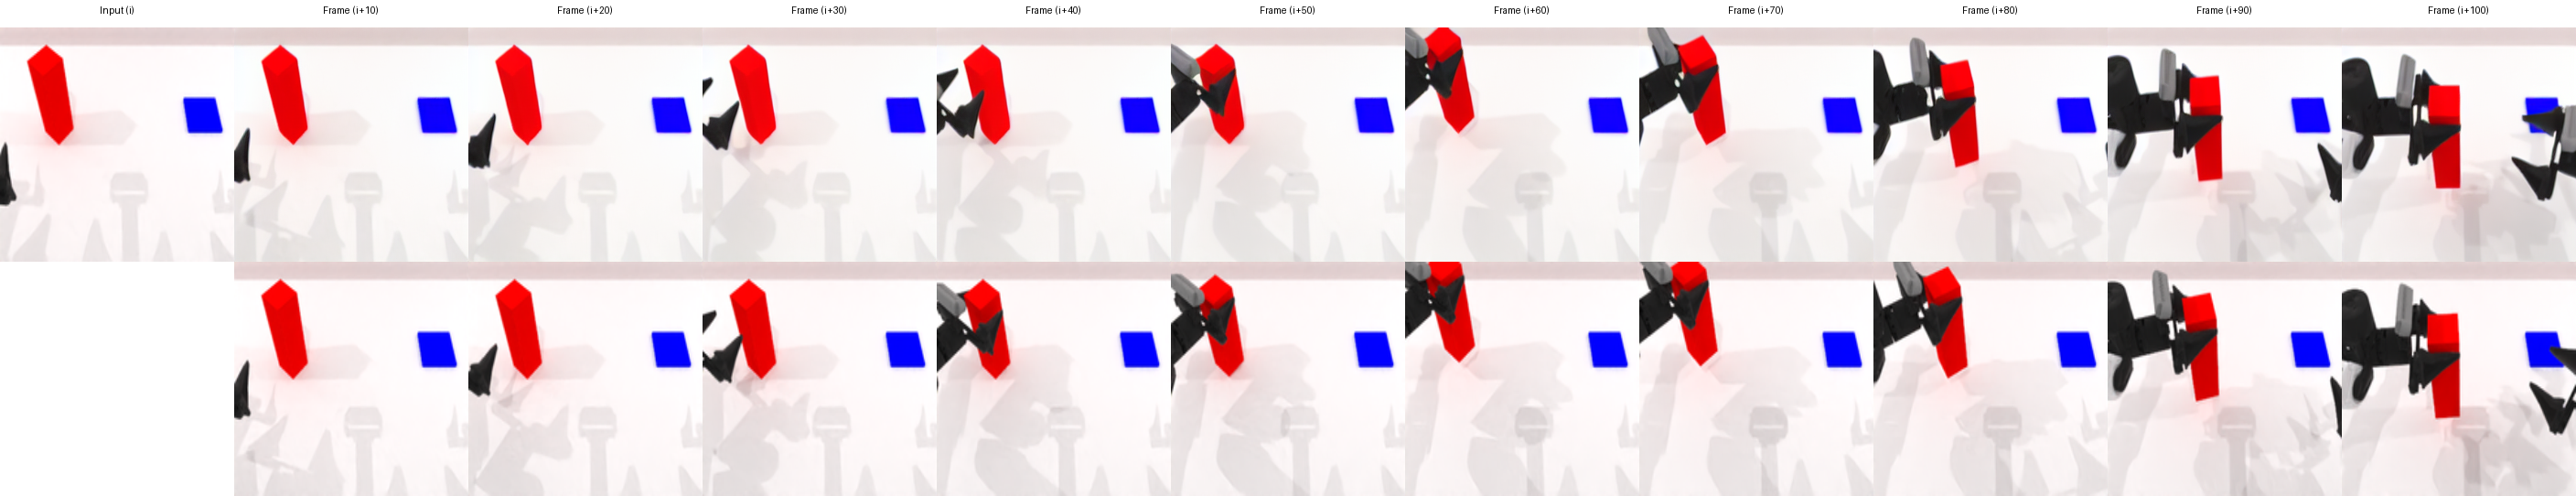 Input (i)
Frame (i+10)
Frame (i+20)
Frame (i+30)
Frame (i+40)
Frame (i+50)
Frame (i+60)
Frame (i+70)
Frame (i+80)
Frame (i+90)
Frame (i+100)